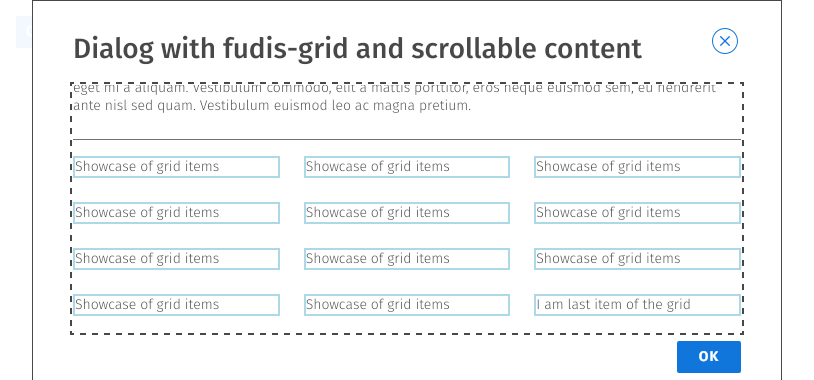 Dialog with fudis-grid and scrollable content
eget mi a aliquam. Vestibulum commodo, elit a mattis porttitor, eros neque euismod sem, eu hendrerit
ante nisl sed quam. Vestibulum euismod leo ac magna pretium.
Showcase of grid items Showcase of grid items Showcase of grid items
Showcase of grid items Showcase of grid items Showcase of grid items
Showcase of grid items Showcase of grid items Showcase of grid items
Showcase of grid items Showcase of grid items I am last item of the grid
OK